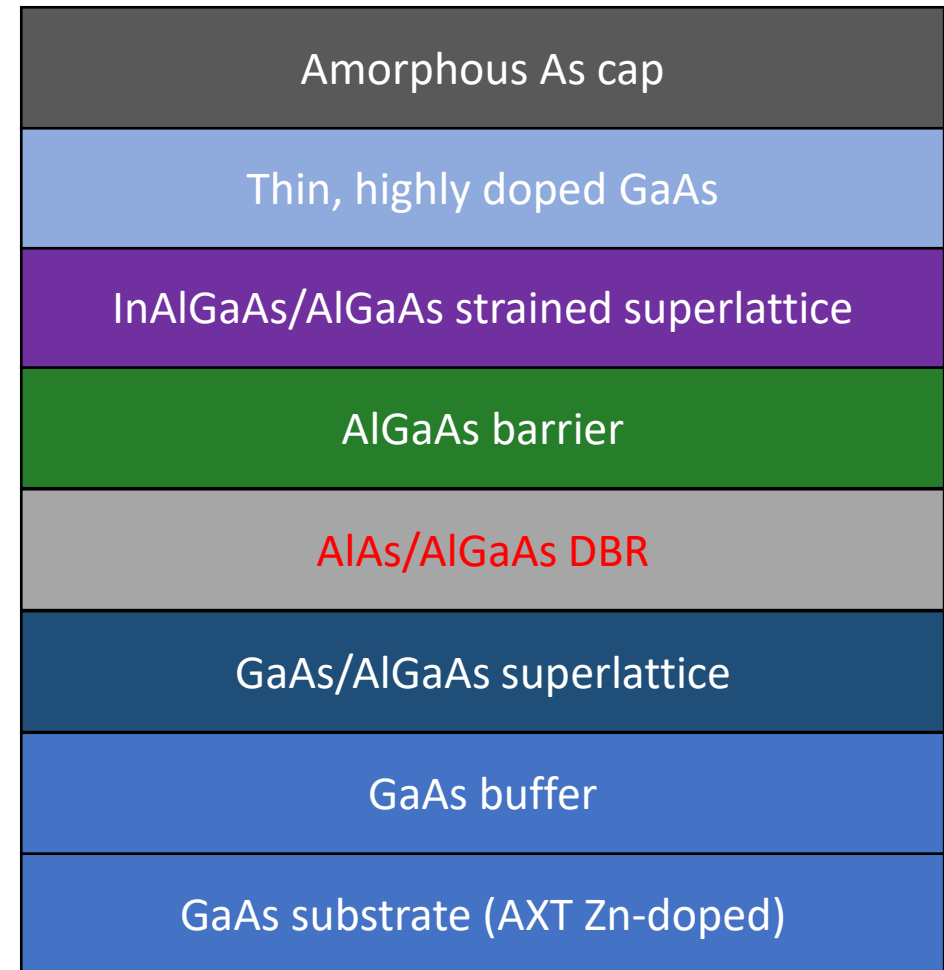 Amorphous As cap
Thin, highly doped GaAs
InAlGaAs/AlGaAs strained superlattice
AlGaAs barrier
AlAs/AlGaAs DBR
GaAs/AlGaAs superlattice
GaAs buffer
GaAs substrate (AXT Zn-doped)